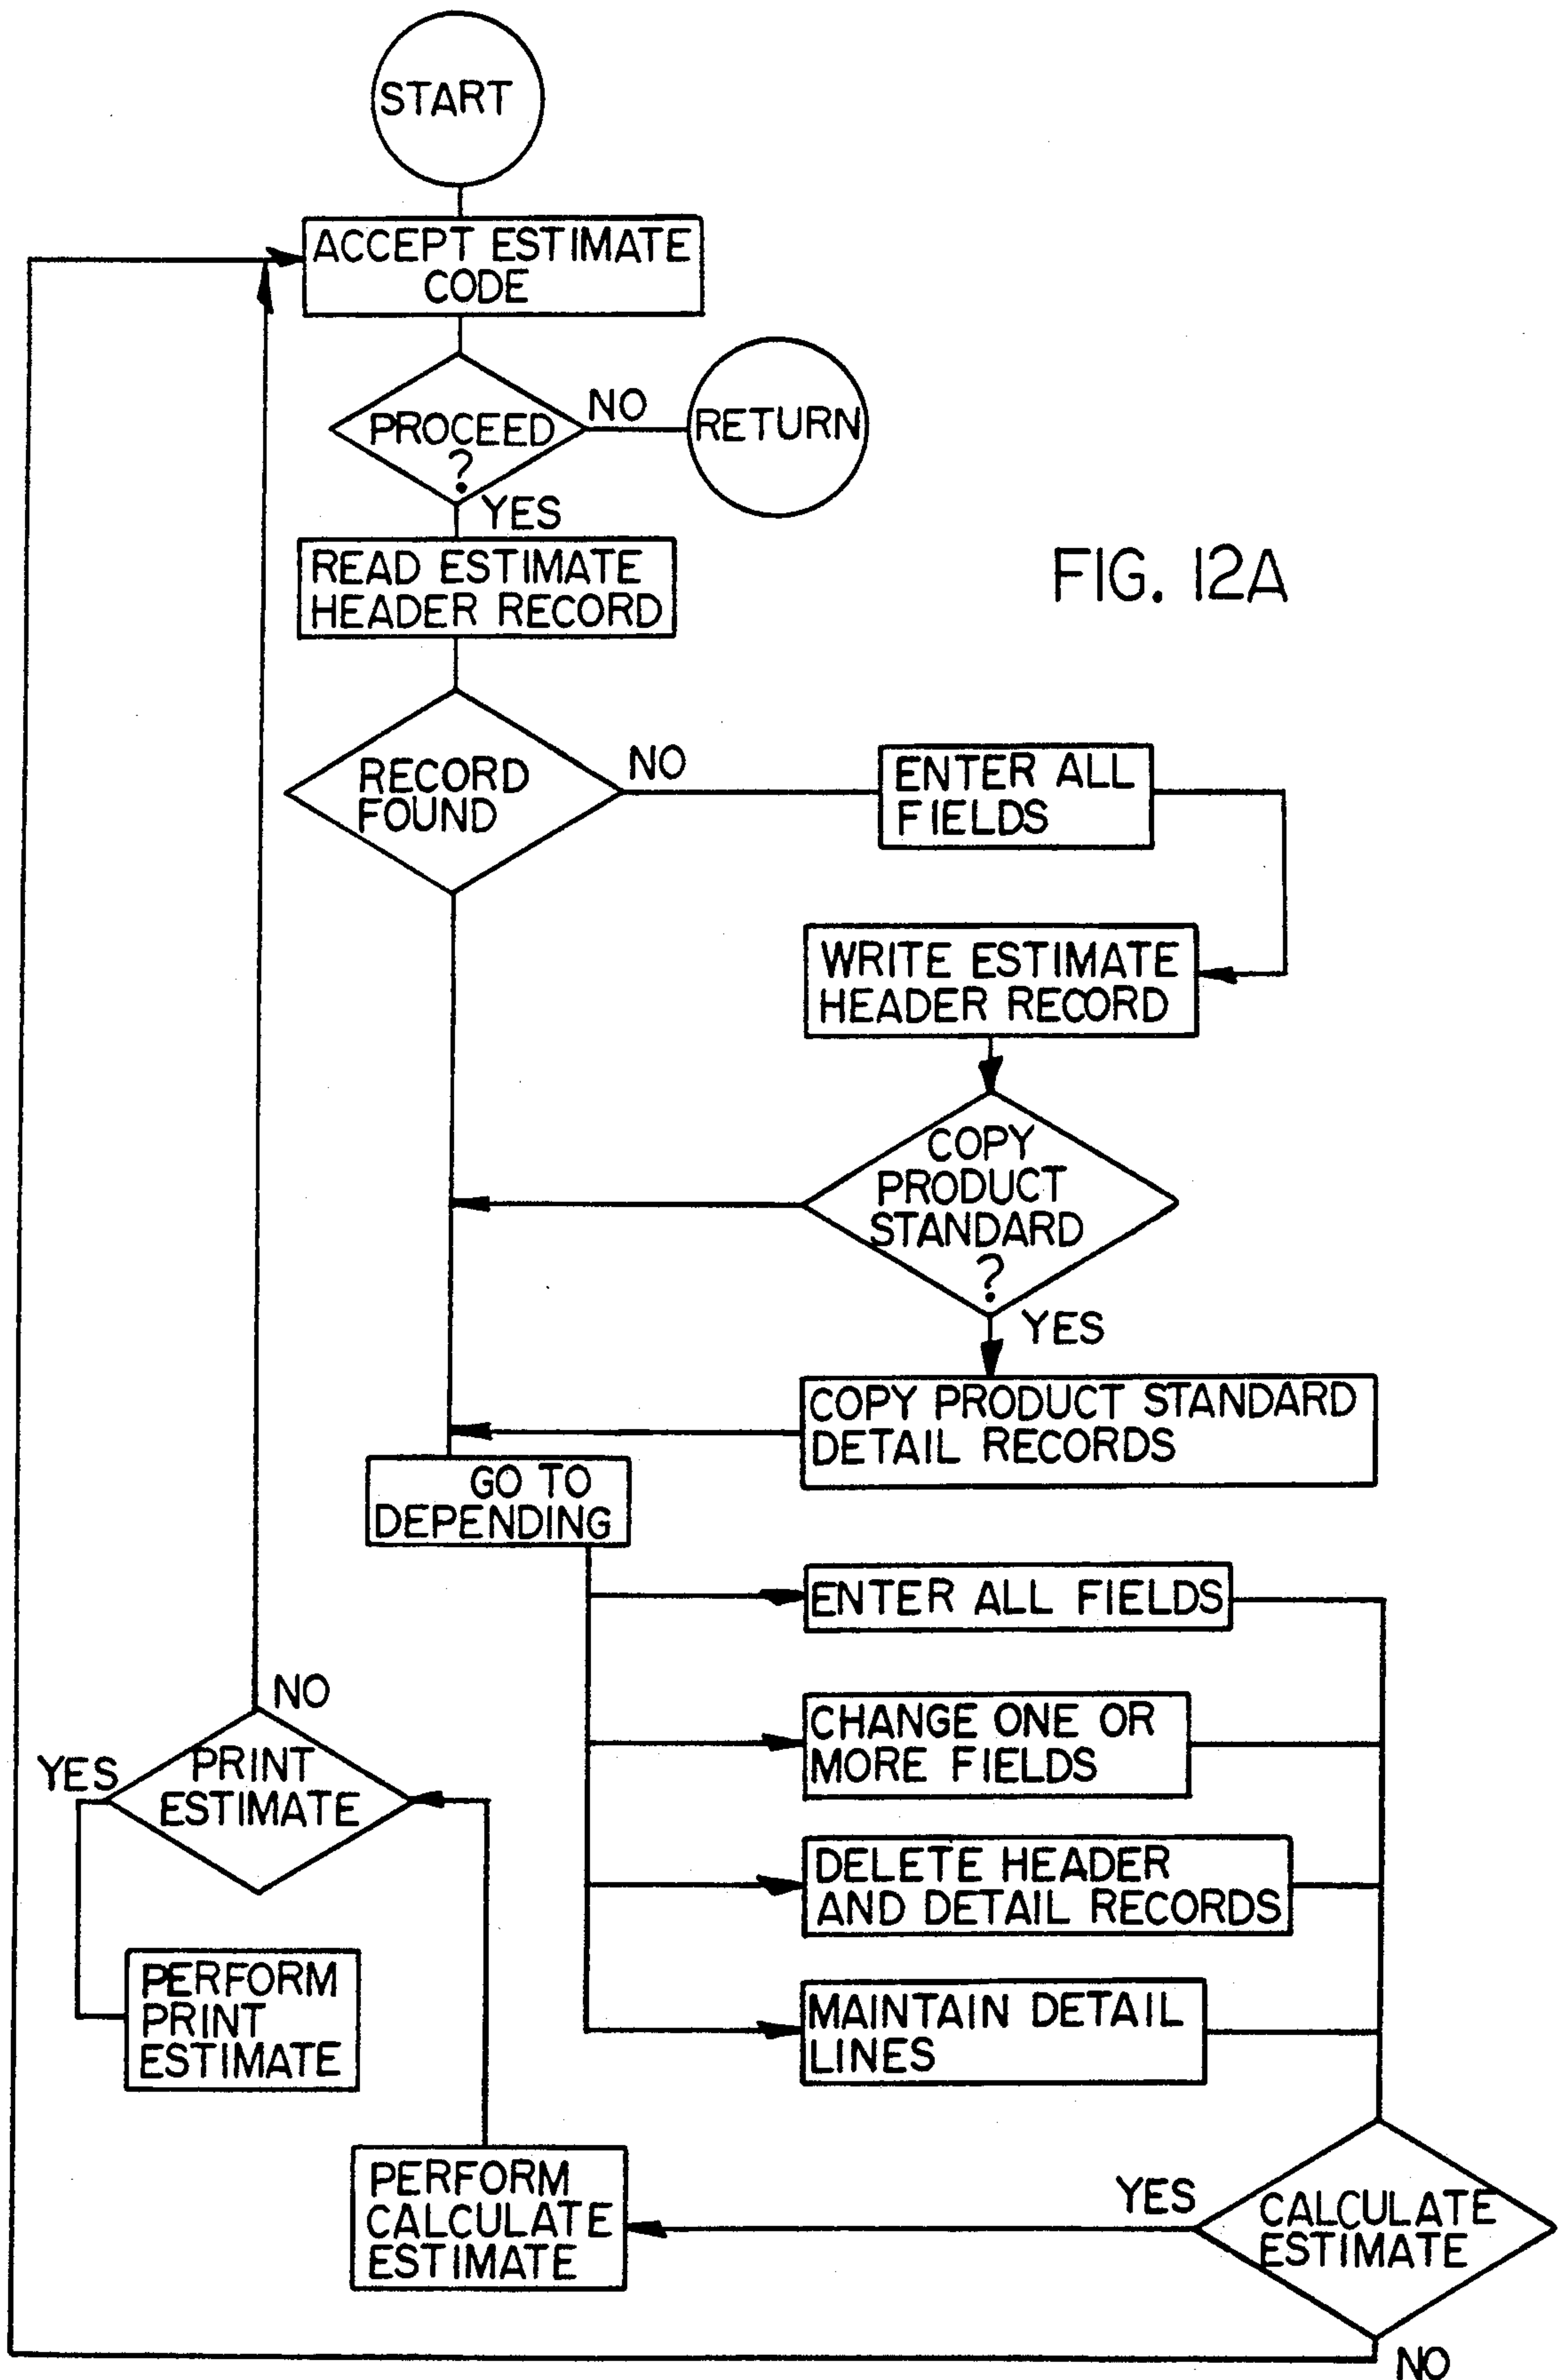 START
ACCEPT ESTIMATE
CODE
PROCEED
?
NO
RETURN
YES
READ ESTIMATE
HEADER RECORD
FIG. 12A
RECORD
FOUND
NO
ENTER ALL
FIELDS
WRITE ESTIMATE
HEADER RECORD
COPY
PRODUCT
STANDARD
?
YES
COPY PRODUCT STANDARD
DETAIL RECORDS
GO TO
DEPENDING
ENTER ALL FIELDS
CHANGE ONE OR
MORE FIELDS
DELETE HEADER
AND DETAIL RECORDS
MAINTAIN DETAIL
LINES
NO
YES
PRINT
ESTIMATE
PERFORM
PRINT
ESTIMATE
PERFORM
CALCULATE
ESTIMATE
YES
CALCULATE
ESTIMATE
NO